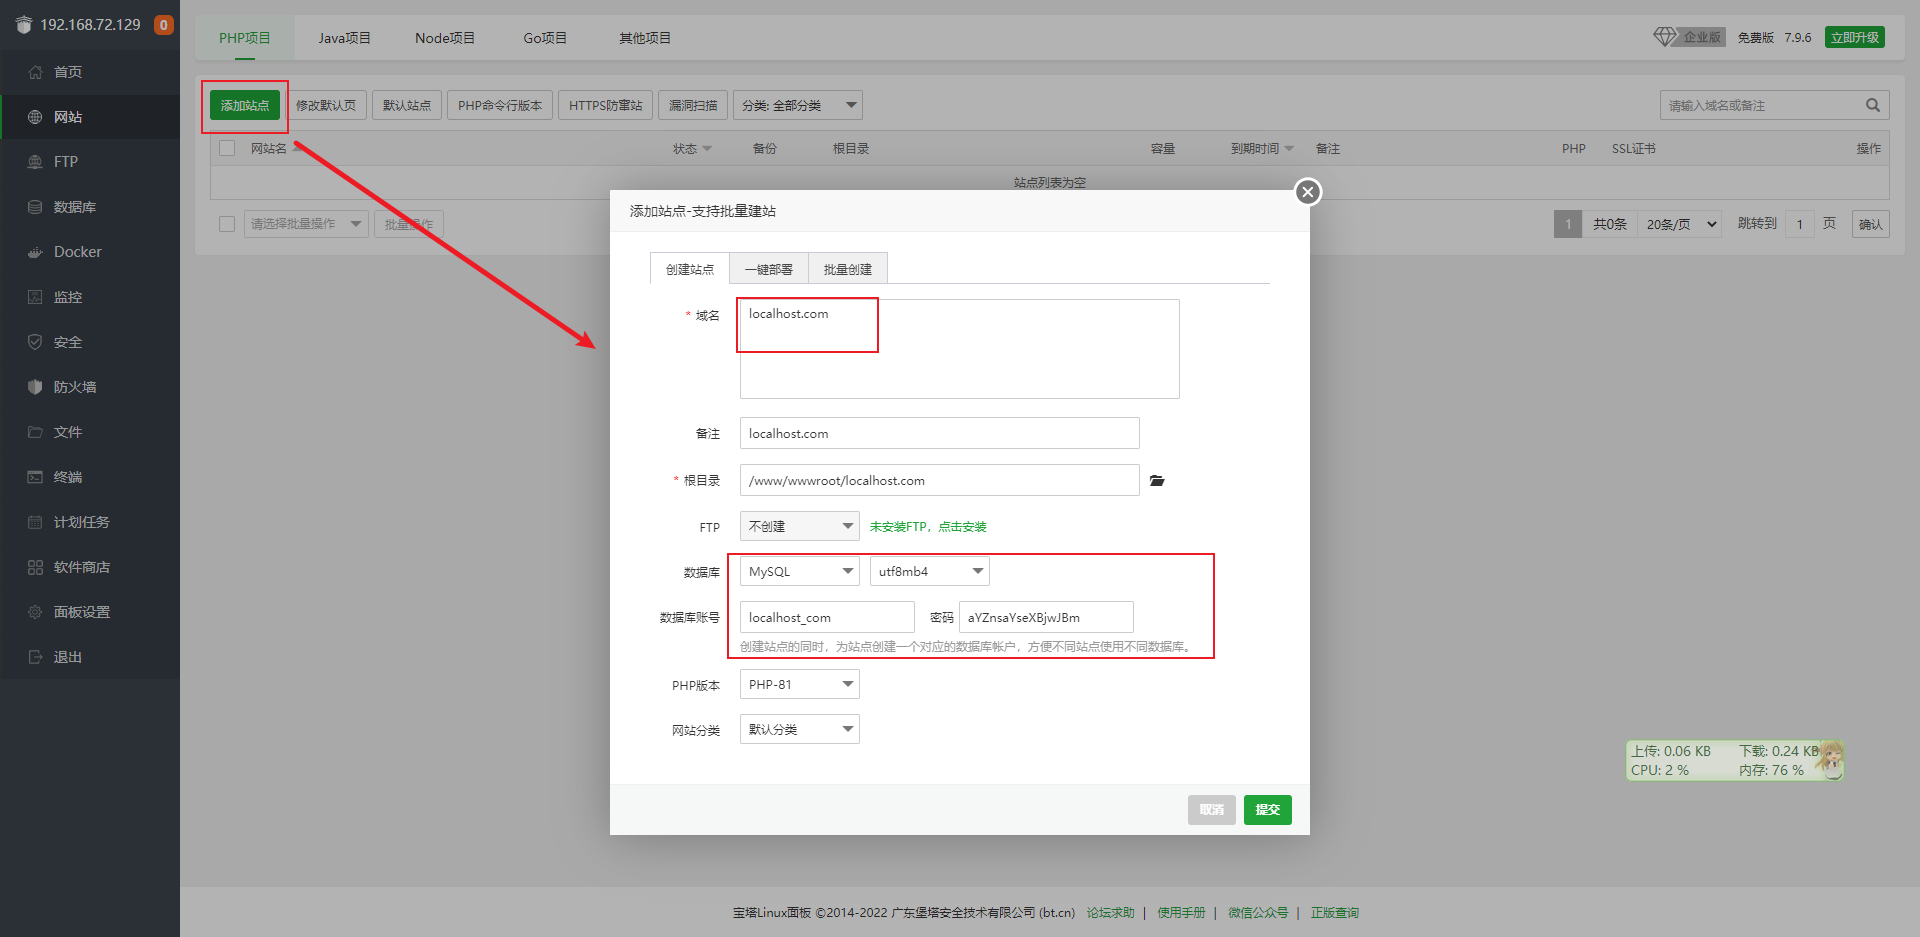 192.168.72.129 0
首页
网站
FTP
数据库
Docker
监控
安全
防火墙
文件
终端
计划任务
软件商店
面板设置
退出
PHP项目 Java项目 Node项目 Go项目 其他项目
企业版 免费版 7.9.6 立即升级
添加站点 修改默认页 默认站点 PHP命令行版本 HTTPS防窜站 漏洞扫描 分类: 全部分类 请输入域名或备注
网站名 状态 备份 根目录 容量 到期时间 备注 PHP SSL证书 操作
站点列表为空
请选择批量操作 批量操作 1 共0条 20条/页 跳转到 1 页 确认
添加站点-支持批量建站
创建站点 一键部署 批量创建
* 域名 localhost.com
备注 localhost.com
* 根目录 /www/wwwroot/localhost.com
FTP 不创建 未安装FTP，点击安装
数据库 MySQL utf8mb4
数据库账号 localhost_com 密码 aYZnsaYseXBjwJBm
创建站点的同时，为站点创建一个对应的数据库帐户，方便不同站点使用不同数据库。
PHP版本 PHP-81
网站分类 默认分类
取消 提交
上传: 0.06 KB 下载: 0.24 KB
CPU: 2 % 内存: 76 %
宝塔Linux面板 ©2014-2022 广东堡塔安全技术有限公司 (bt.cn) 论坛求助 | 使用手册 | 微信公众号 | 正版查询